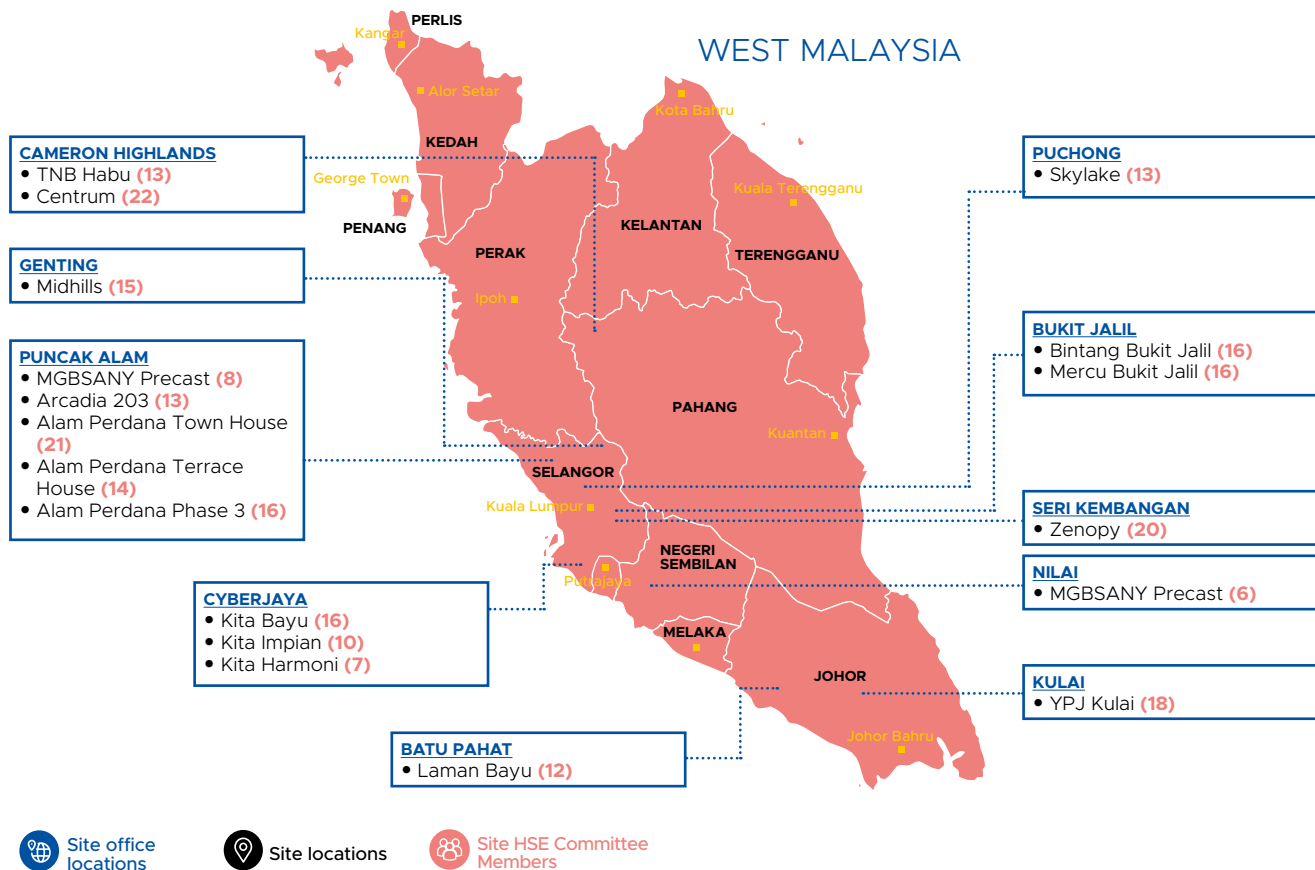 WEST MALAYSIA
PERLIS
Kangar
Alor Setar
Kota Bahru
KEDAH
George Town
PENANG
Kuala Terengganu
KELANTAN
PERAK
TERENGGANU
Ipoh
PAHANG
Kuantan
SELANGOR
Kuala Lumpur
NEGERI
SEMBILAN
Putrajaya
MELAKA
JOHOR
Johor Bahru
CAMERON HIGHLANDS
• TNB Habu (13)
• Centrum (22)
GENTING
• Midhills (15)
PUNCAK ALAM
• MGBSANY Precast (8)
• Arcadia 203 (13)
• Alam Perdana Town House
(21)
• Alam Perdana Terrace
House (14)
• Alam Perdana Phase 3 (16)
CYBERJAYA
• Kita Bayu (16)
• Kita Impian (10)
• Kita Harmoni (7)
BATU PAHAT
• Laman Bayu (12)
PUCHONG
• Skylake (13)
BUKIT JALIL
• Bintang Bukit Jalil (16)
• Mercu Bukit Jalil (16)
SERI KEMBANGAN
• Zenopy (20)
NILAI
• MGBSANY Precast (6)
KULAI
• YPJ Kulai (18)
Site office
locations
Site locations
Site HSE Committee
Members